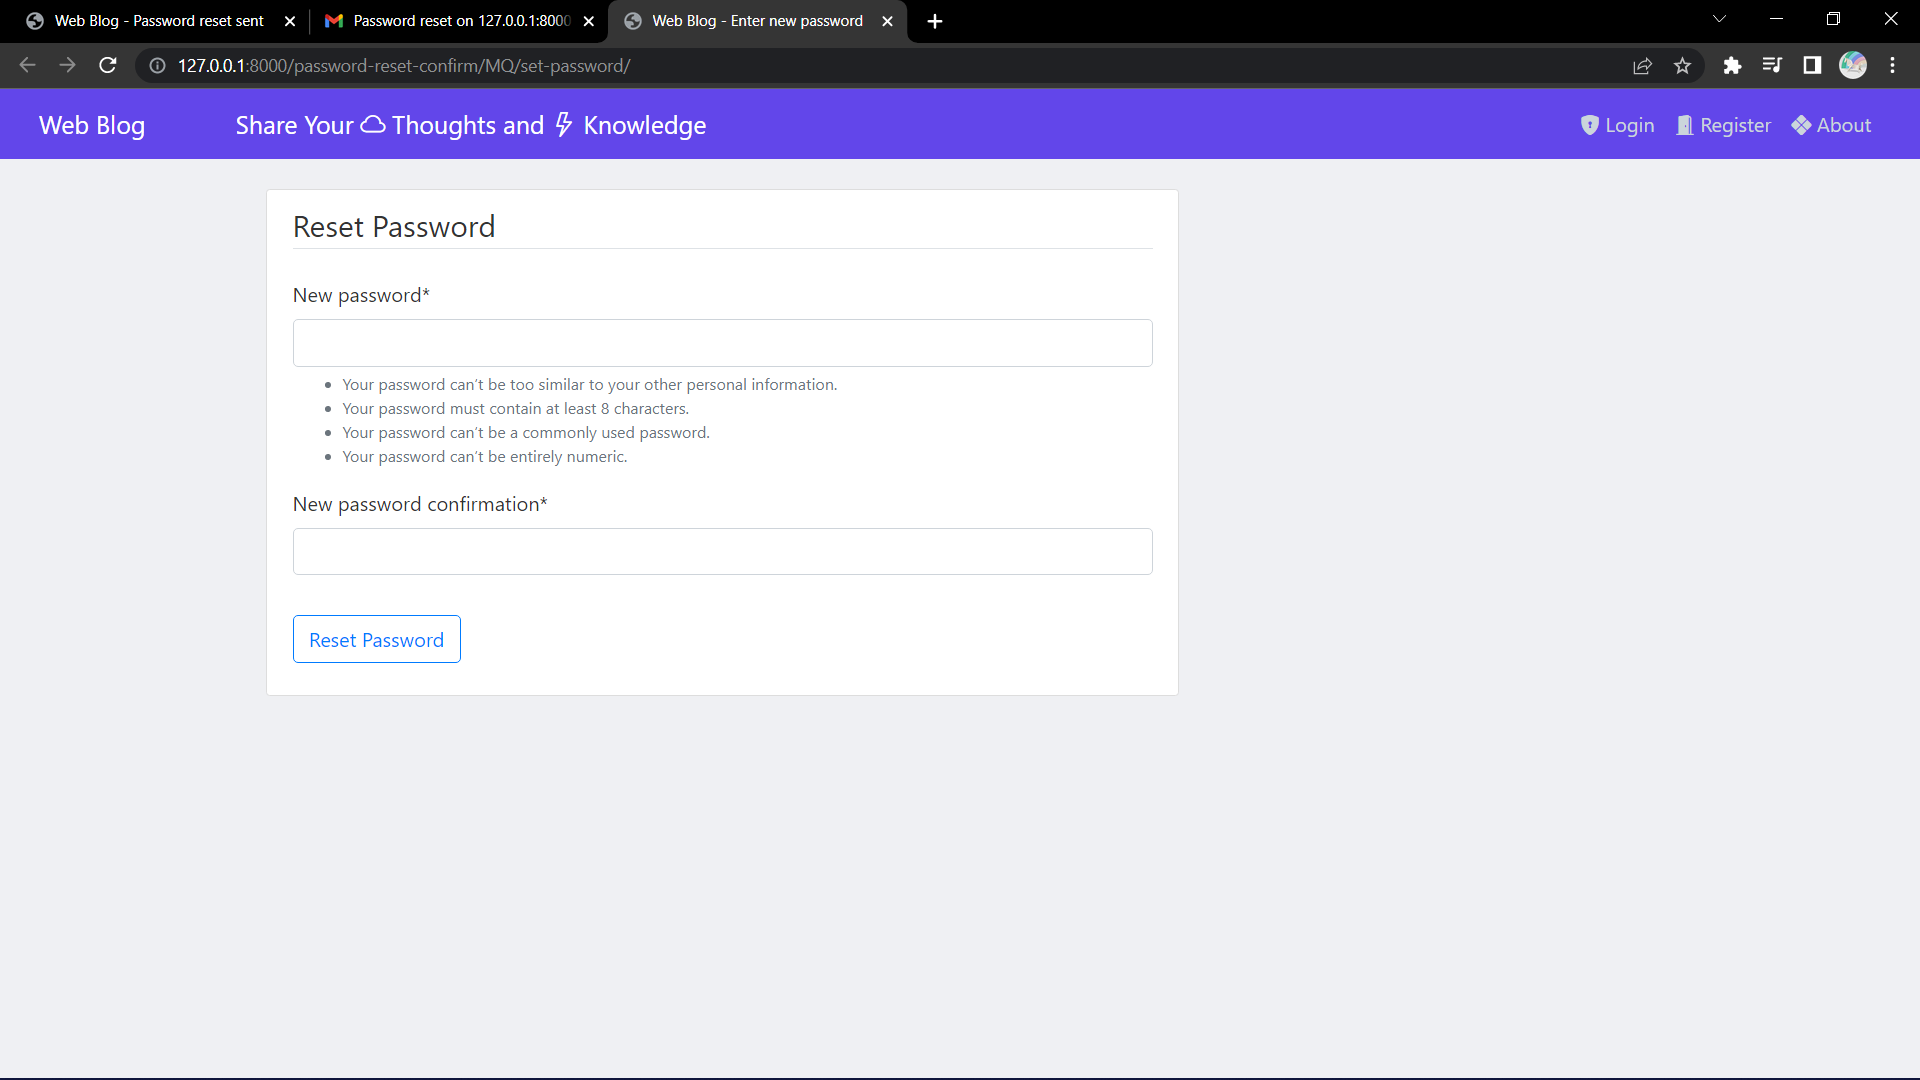 Web Blog - Password reset sent
Password reset on 127.0.0.1:8000
Web Blog - Enter new password
127.0.0.1:8000/password-reset-confirm/MQ/set-password/
Web Blog
Share Your Thoughts and Knowledge
Login
Register
About
Reset Password
New password*
Your password can't be too similar to your other personal information.
Your password must contain at least 8 characters.
Your password can't be a commonly used password.
Your password can't be entirely numeric.
New password confirmation*
Reset Password